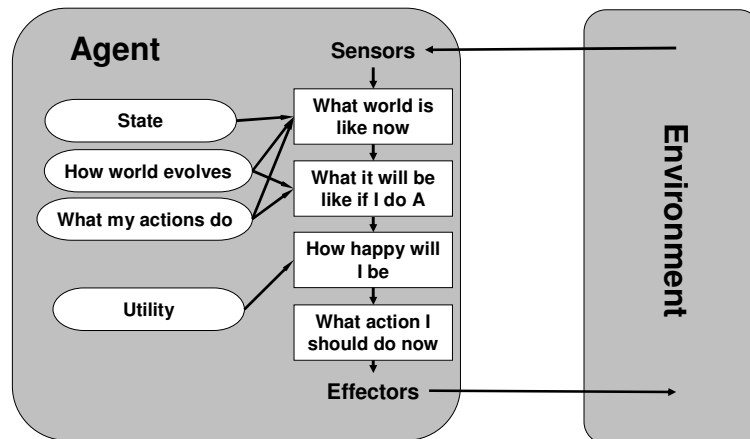 Agent
Sensors
What world is
like now
State
How world evolves
What it will be
like if I do A
What my actions do
How happy will
I be
Utility
What action I
should do now
Effectors
Environment